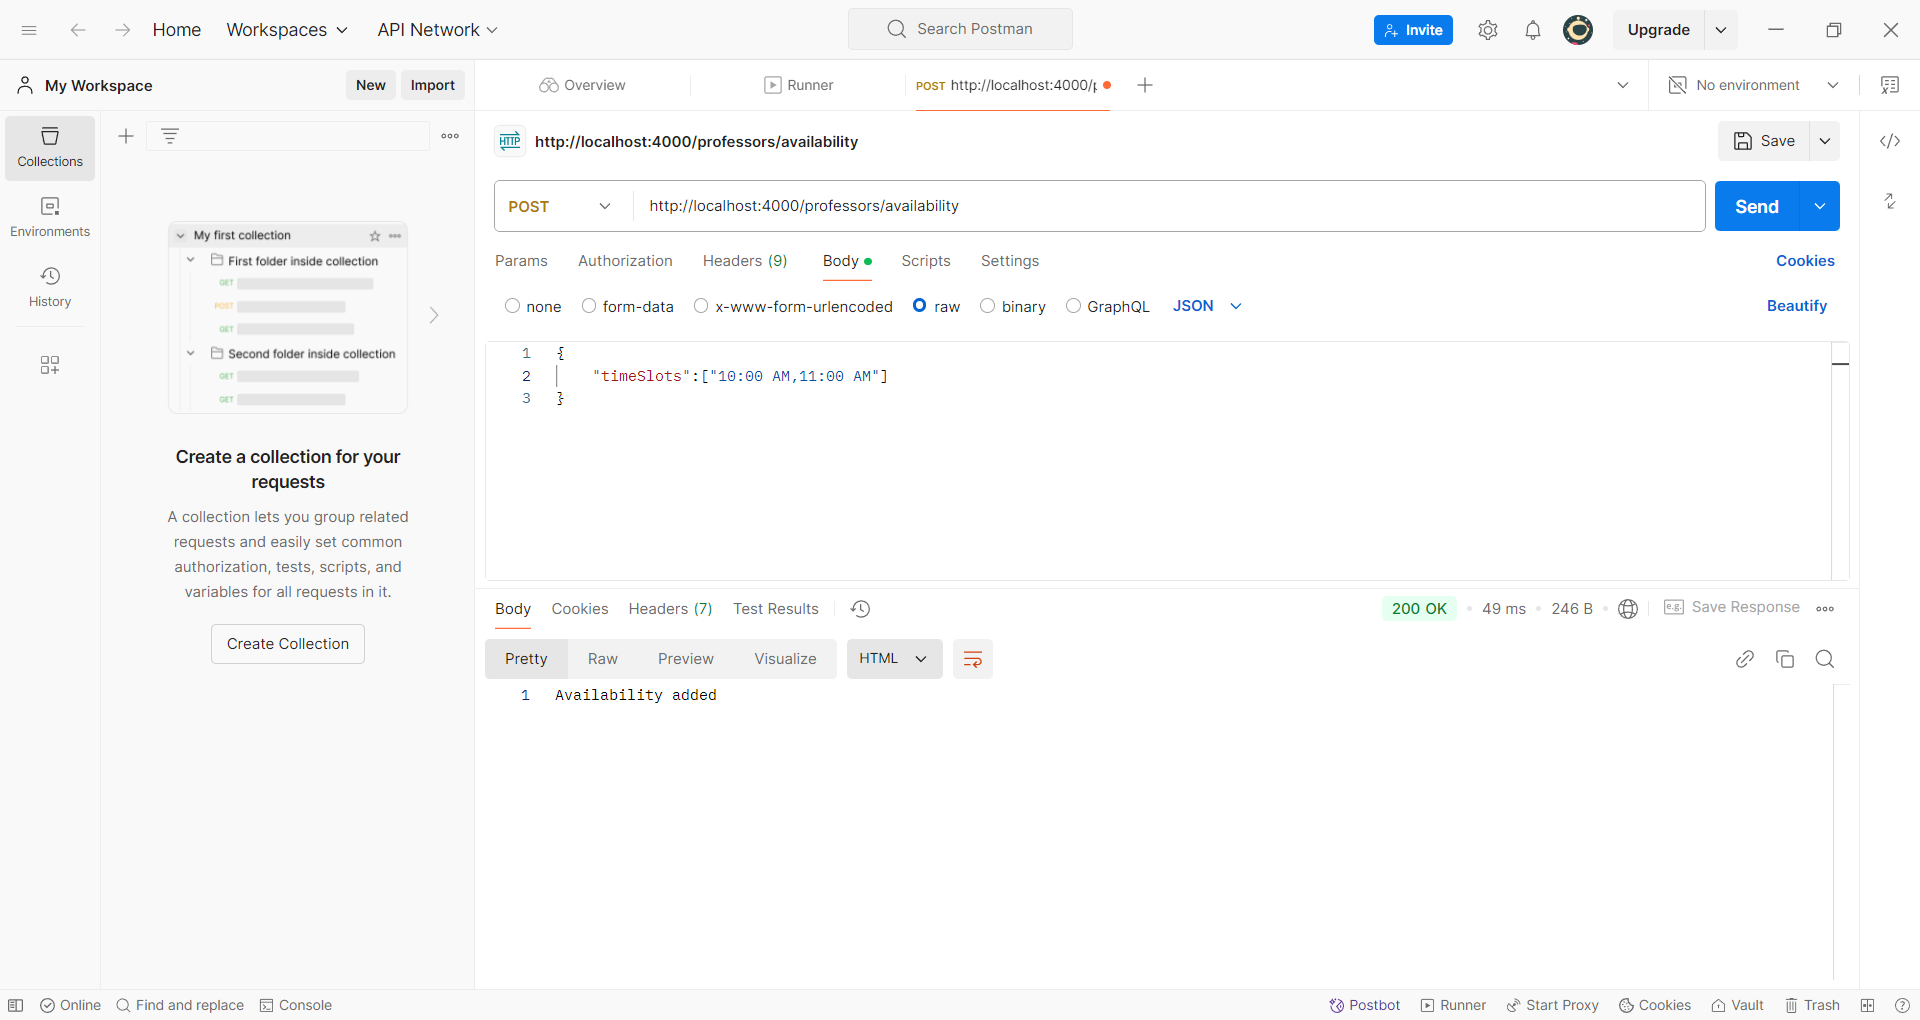 Home Workspaces API Network Search Postman Invite Upgrade
My Workspace New Import Overview Runner POST http://localhost:4000/p No environment
Collections
Environments
History
My first collection
First folder inside collection
GET
POST
GET
Second folder inside collection
GET
GET
GET
Create a collection for your
requests
A collection lets you group related
requests and easily set common
authorization, tests, scripts, and
variables for all requests in it.
Create Collection
HTTP http://localhost:4000/professors/availability Save
POST http://localhost:4000/professors/availability Send
Params Authorization Headers (9) Body Scripts Settings Cookies
none form-data x-www-form-urlencoded raw binary GraphQL JSON Beautify
1 {
2 "timeSlots":["10:00 AM,11:00 AM"]
3 }
Body Cookies Headers (7) Test Results 200 OK 49 ms 246 B e.g. Save Response
Pretty Raw Preview Visualize HTML
1 Availability added
Online Find and replace Console Postbot Runner Start Proxy Cookies Vault Trash